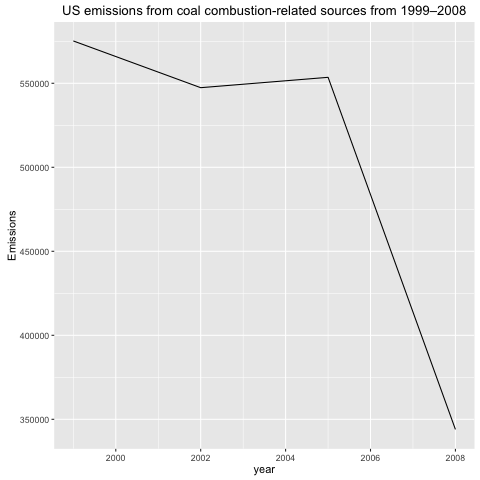 US emissions from coal combustion-related sources from 1999–2008
Emissions
550000
500000
450000
400000
350000
2000 2002 2004 2006 2008
year